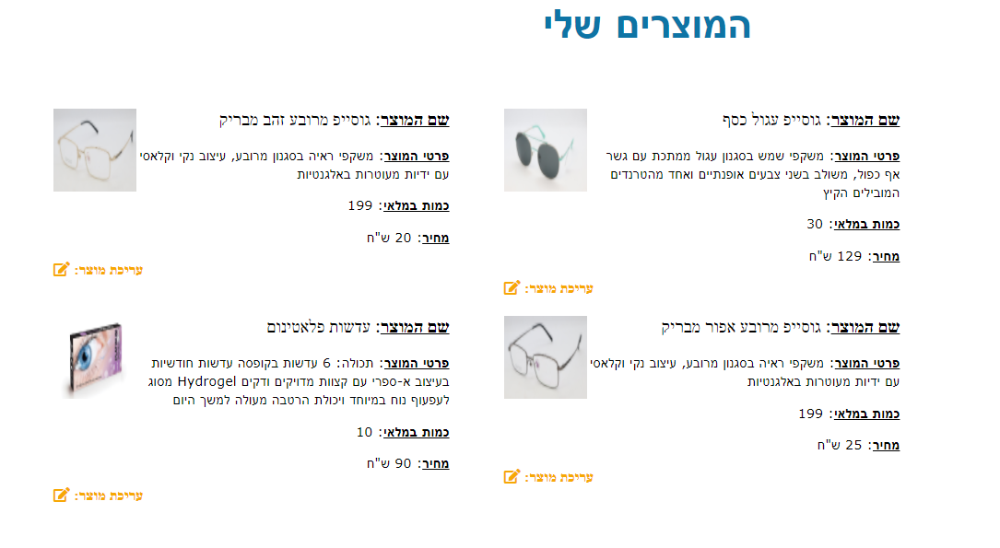 המוצרים שלי
שם המוצר: גוסייפ עגול כסף
פרטי המוצר: משקפי שמש בסגנון עגול ממתכת עם גשר
אף כפול, משולב בשני צבעים אופנתיים ואחד מהטרנדים
המובילים הקיץ
כמות במלאי: 30
מחיר: 129 ש"ח
עריכת מוצר:
שם המוצר: גוסייפ מרובע זהב מבריק
פרטי המוצר: משקפי ראיה בסגנון מרובע, עיצוב נקי וקלאסי
עם ידיות מעוטרות באלגנטיות
כמות במלאי: 199
מחיר: 20 ש"ח
עריכת מוצר:
שם המוצר: גוסייפ מרובע אפור מבריק
פרטי המוצר: משקפי ראיה בסגנון מרובע, עיצוב נקי וקלאסי
עם ידיות מעוטרות באלגנטיות
כמות במלאי: 199
מחיר: 25 ש"ח
עריכת מוצר:
שם המוצר: עדשות פלאטינום
פרטי המוצר: תכולה: 6 עדשות בקופסה עדשות חודשיות
בעיצוב א-ספרי עם קצוות מדויקים ודקים Hydrogel מסוג
לעפעוף נוח במיוחד ויכולת הרטבה מעולה למשך היום
כמות במלאי: 10
מחיר: 90 ש"ח
עריכת מוצר: